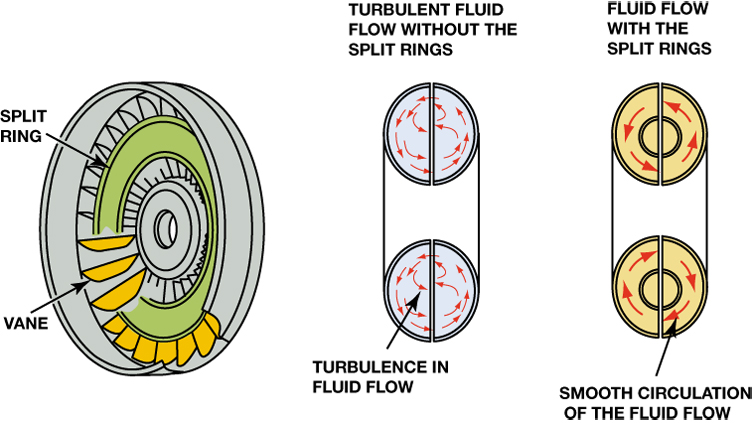 TURBULENT FLUID
FLOW WITHOUT THE
SPLIT RINGS
FLUID FLOW
WITH THE
SPLIT RINGS
SPLIT
RING
VANE
TURBULENCE IN
FLUID FLOW
SMOOTH CIRCULATION
OF THE FLUID FLOW